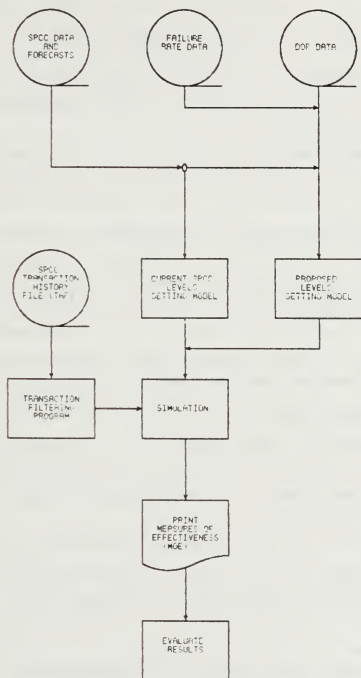 SPCC DATA
AND
FORECASTS
FAILURE
RATE DATA
DOP DATA
SPCC
TRANSACTION
HISTORY
FILE (THF)
CURRENT SPCC
LEVELS
SETTING MODEL
PROPOSED
LEVELS
SETTING MODEL
TRANSACTION
FILTERING
PROGRAM
SIMULATION
PRINT
MEASURES OF
EFFECTIVENESS
(MOE)
EVALUATE
RESULTS